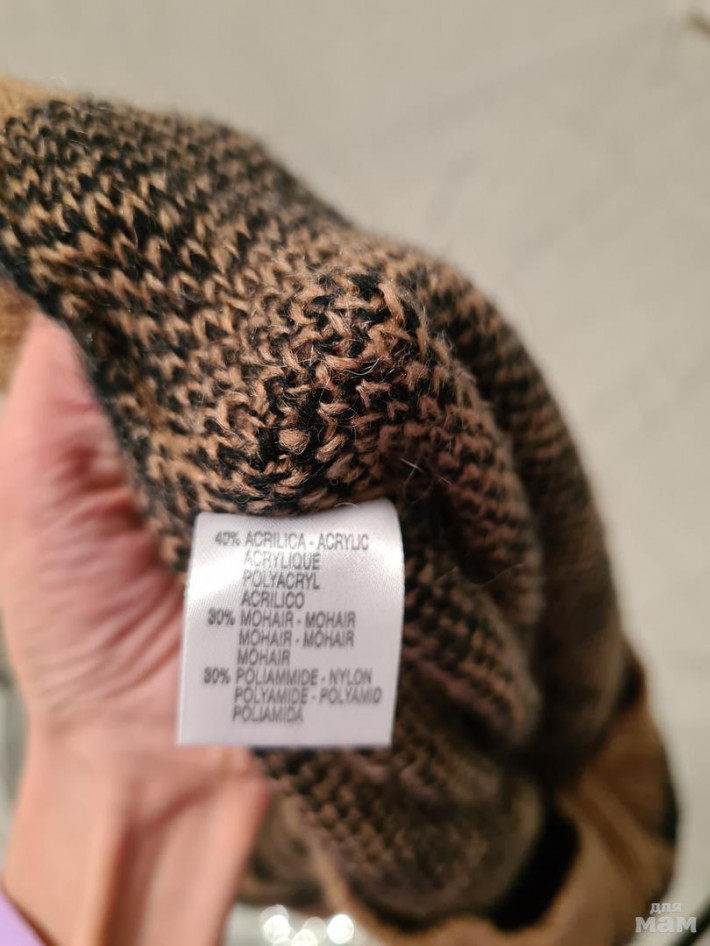 40% ACRILICA - ACRYLIC
ACRYLIQUE
POLYACRYL
ACRILICO
30% MOHAIR - MOHAIR
MOHAIR - MOHAIR
MOHAIR
30% POLIAMMIDE - NYLON
POLYAMIDE - POLYAMID
POLIAMIDA
для
мам